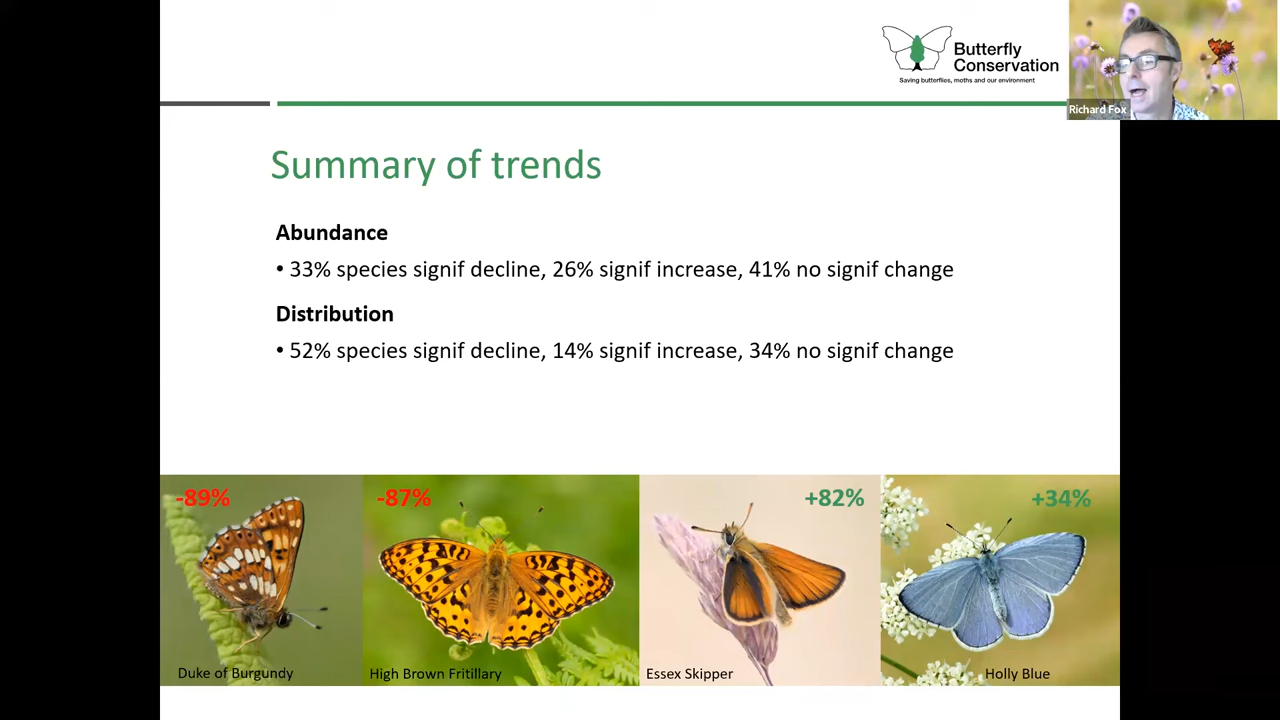 Butterfly
Conservation
Saving butterflies, moths and our environment
Richard Fox
Summary of trends
Abundance
• 33% species signif decline, 26% signif increase, 41% no signif change
Distribution
• 52% species signif decline, 14% signif increase, 34% no signif change
-89%
-87%
+82%
+34%
Duke of Burgundy
High Brown Fritillary
Essex Skipper
Holly Blue